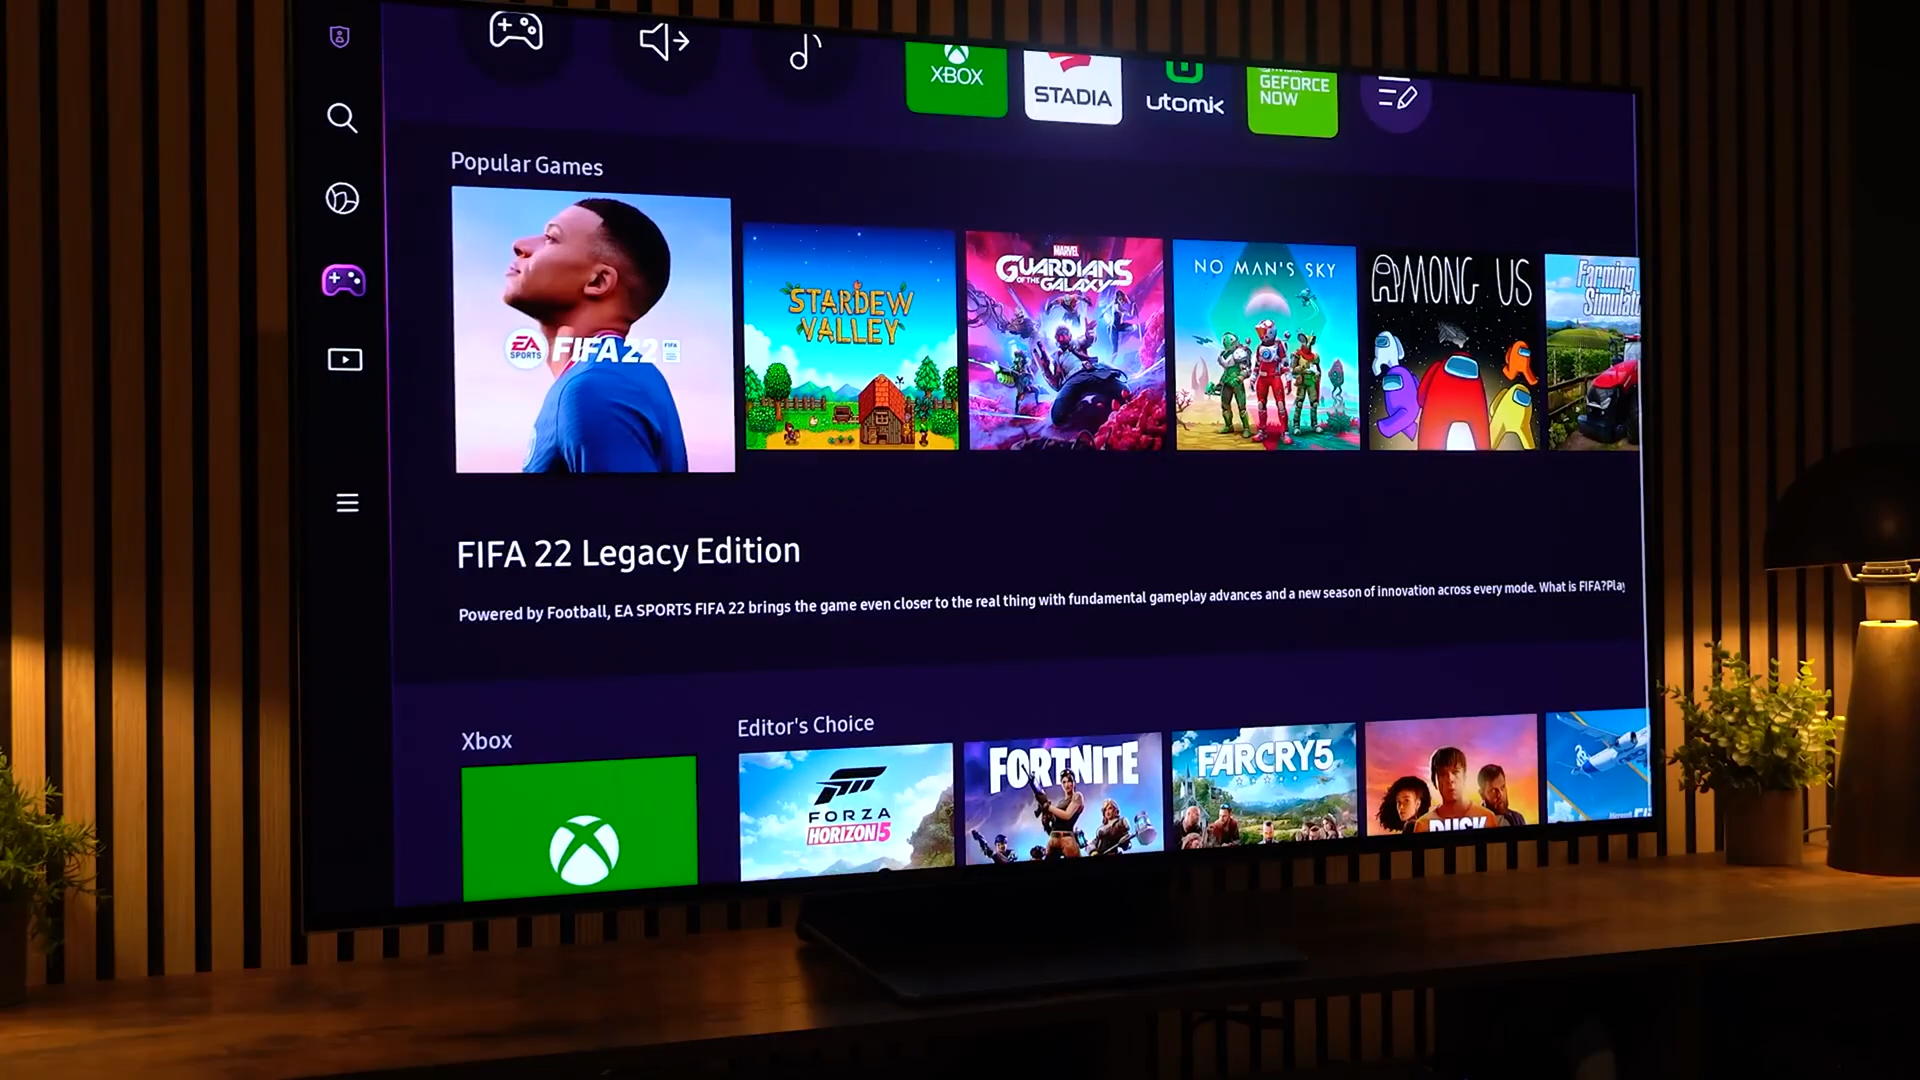 XBOX
STADIA
utomik
GEFORCE
NOW
Popular Games
EA
SPORTS
FIFA 22
FIFA
STARDEW
VALLEY
MARVEL
GUARDIANS
OF THE
GALAXY
NO MAN'S SKY
AMONG US
Farming
Simulato
FIFA 22 Legacy Edition
Powered by Football, EA SPORTS FIFA 22 brings the game even closer to the real thing with fundamental gameplay advances and a new season of innovation across every mode. What is FIFA?Play
Xbox
Editor's Choice
FORZA
HORIZON 5
FORTNITE
FARCRY5
DUSK